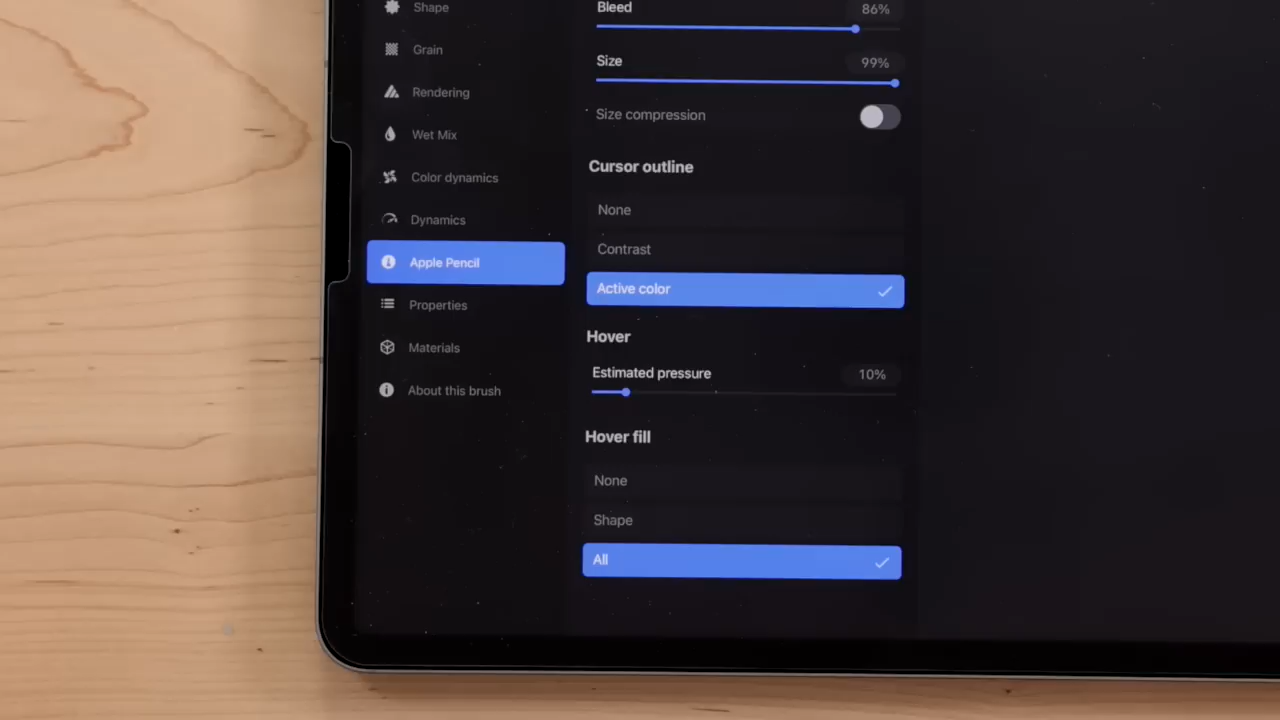 Shape
Grain
Rendering
Wet Mix
Color dynamics
Dynamics
Apple Pencil
Properties
Materials
About this brush
Bleed 86%
Size 99%
Size compression
Cursor outline
None
Contrast
Active color
Hover
Estimated pressure 10%
Hover fill
None
Shape
All